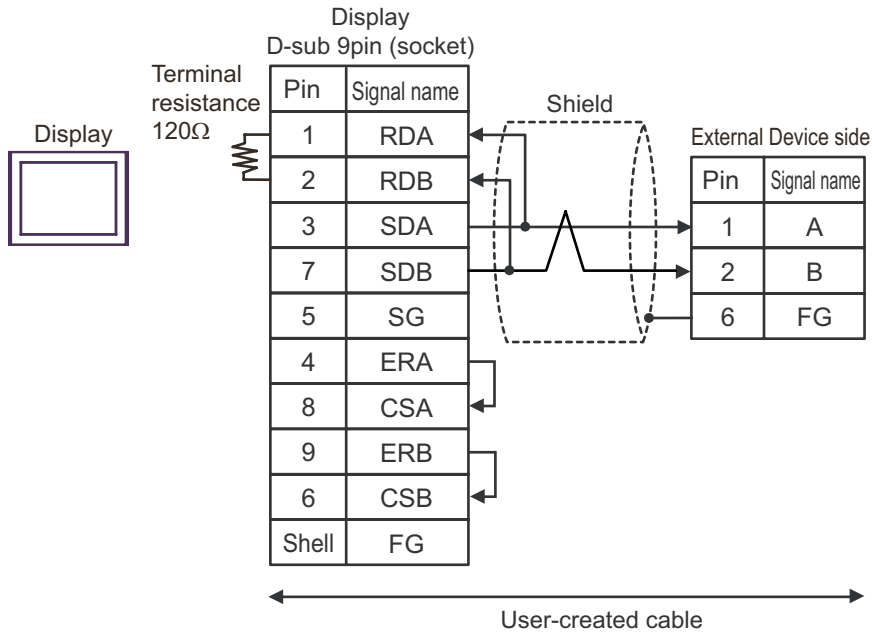 Display
D-sub 9pin (socket)
Terminal
resistance
120Ω
Display
Shield
External Device side
Pin Signal name
1 RDA
2 RDB
3 SDA
7 SDB
5 SG
4 ERA
8 CSA
9 ERB
6 CSB
Shell FG
Pin Signal name
1 A
2 B
6 FG
User-created cable